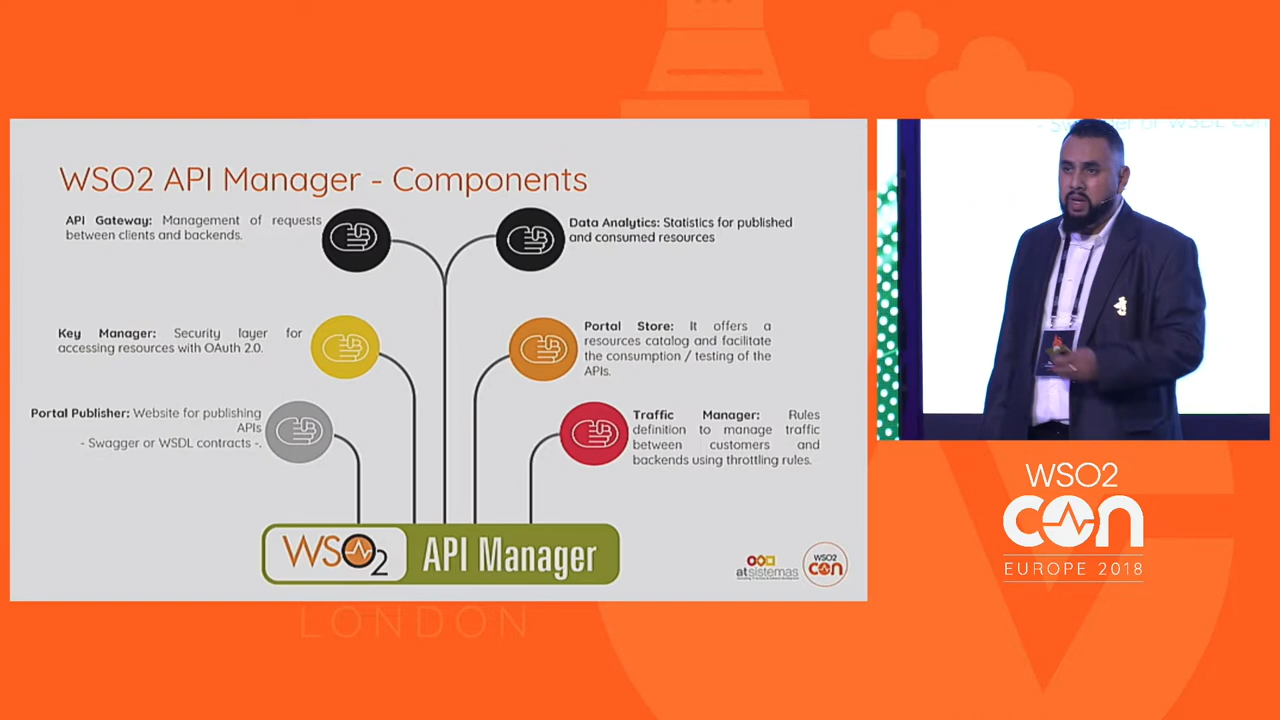 WSO2 API Manager - Components
API Gateway: Management of requests
between clients and backends.
Data Analytics: Statistics for published
and consumed resources
Key Manager: Security layer for
accessing resources with OAuth 2.0.
Portal Store: It offers a
resources catalog and facilitate
the consumption / testing of the
APIs.
Portal Publisher: Website for publishing
APIs
- Swagger or WSDL contracts -.
Traffic Manager: Rules
definition to manage traffic
between customers and
backends using throttling rules.
WSO2 API Manager
atsistemas
WSO2
CON
- Swagger or WSDL con
WSO2
CON
EUROPE 2018
LONDON